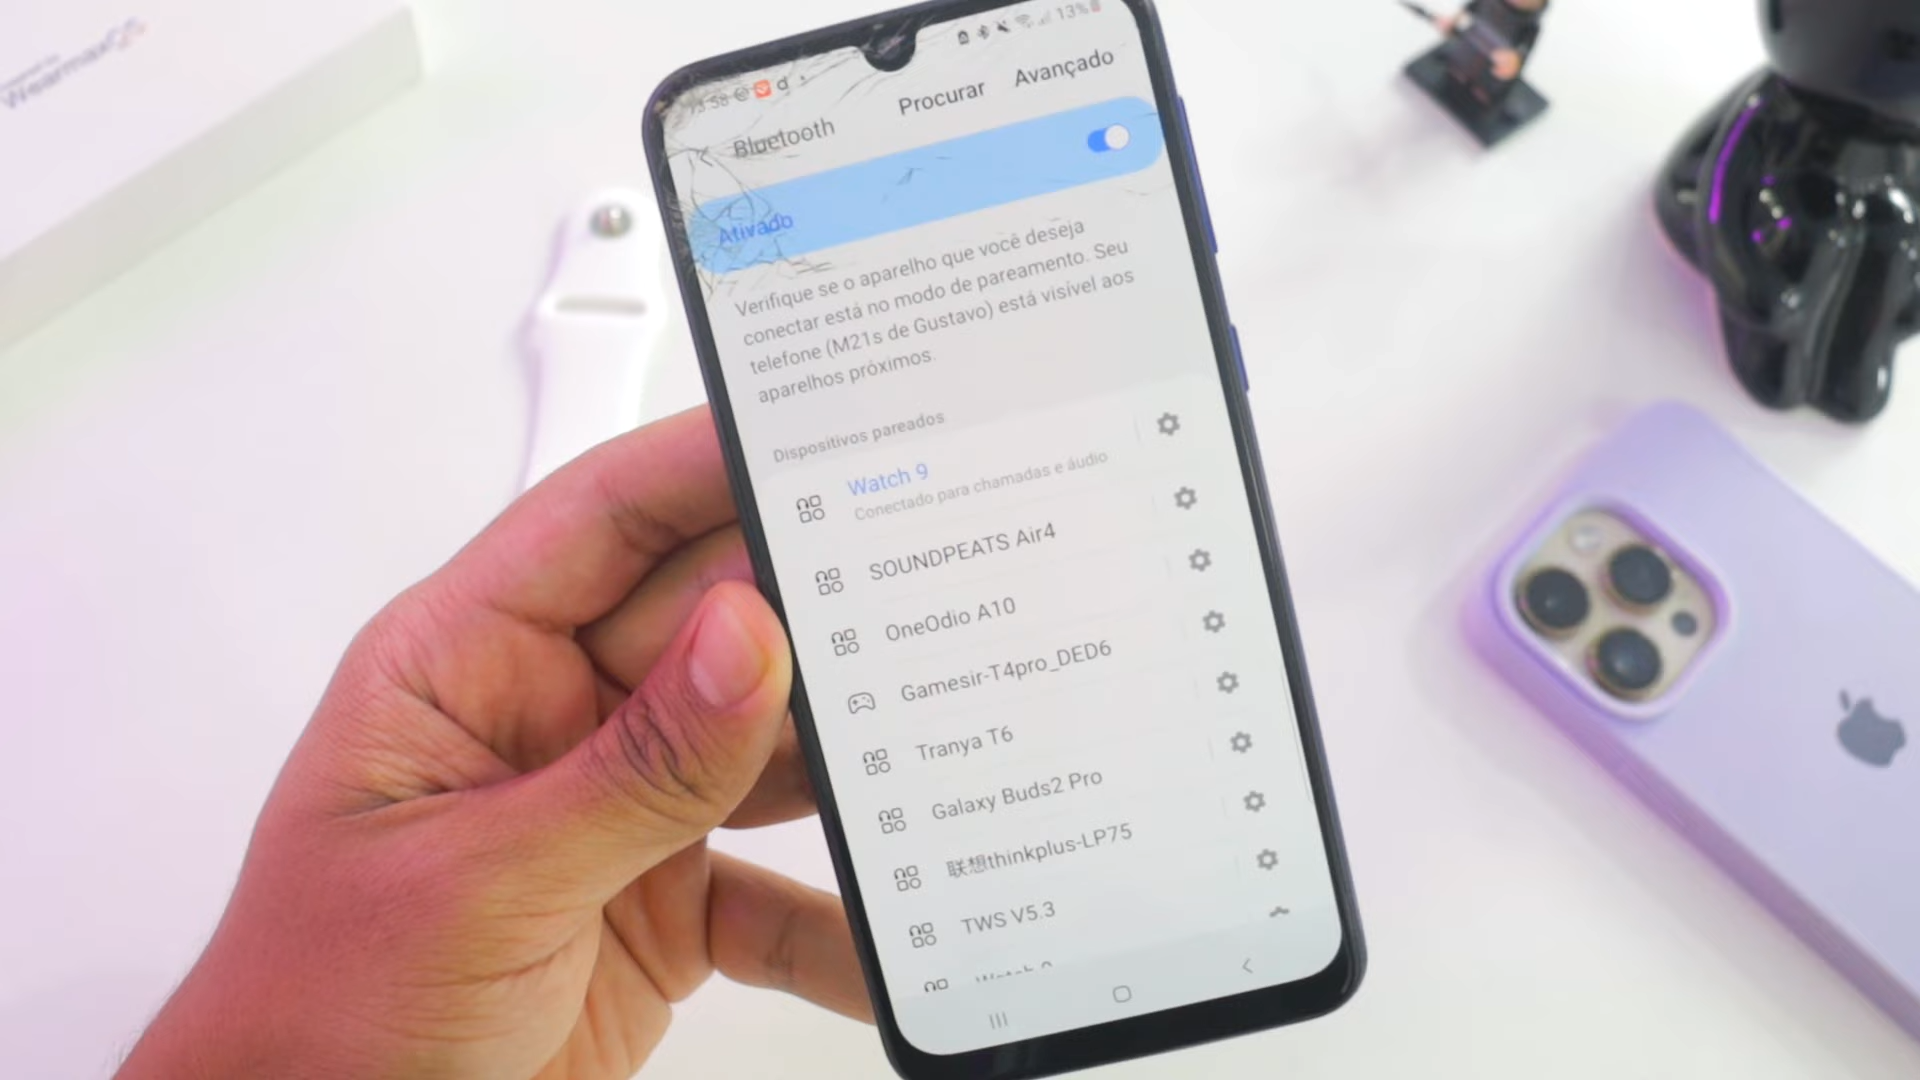 13%
Bluetooth
Procurar
Avançado
Ativado
Verifique se o aparelho que você deseja
conectar está no modo de pareamento. Seu
telefone (M21s de Gustavo) está visível aos
aparelhos próximos.
Dispositivos pareados
Watch 9
Conectado para chamadas e áudio
SOUNDPEATS Air4
OneOdio A10
Gamesir-T4pro_DED6
Tranya T6
Galaxy Buds2 Pro
联想thinkplus-LP75
TWS V5.3